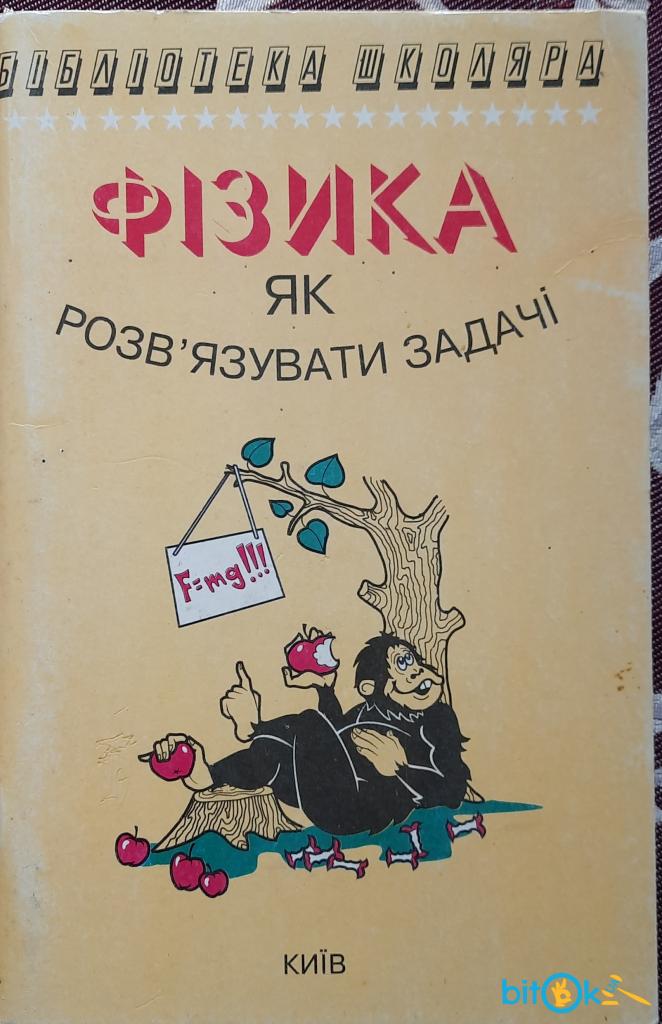 БІБЛІОТЕКА ШКОЛЯРА
ФІЗИКА
ЯК
РОЗВ'ЯЗУВАТИ ЗАДАЧІ
F=mg!!!
КИЇВ
bitOk